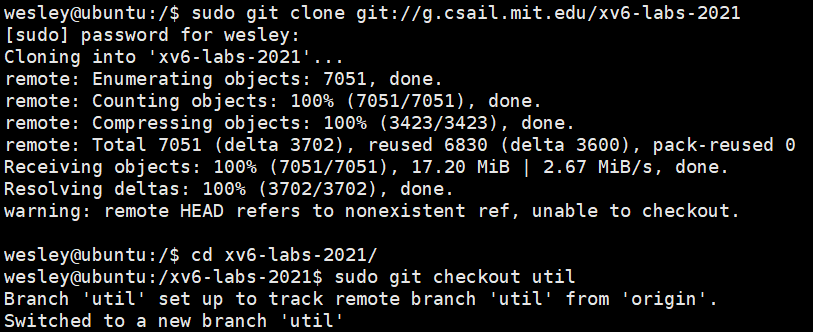 wesley@ubuntu:/$ sudo git clone git://g.csail.mit.edu/xv6-labs-2021
[sudo] password for wesley:
Cloning into 'xv6-labs-2021'...
remote: Enumerating objects: 7051, done.
remote: Counting objects: 100% (7051/7051), done.
remote: Compressing objects: 100% (3423/3423), done.
remote: Total 7051 (delta 3702), reused 6830 (delta 3600), pack-reused 0
Receiving objects: 100% (7051/7051), 17.20 MiB | 2.67 MiB/s, done.
Resolving deltas: 100% (3702/3702), done.
warning: remote HEAD refers to nonexistent ref, unable to checkout.
wesley@ubuntu:/$ cd xv6-labs-2021/
wesley@ubuntu:/xv6-labs-2021$ sudo git checkout util
Branch 'util' set up to track remote branch 'util' from 'origin'.
Switched to a new branch 'util'